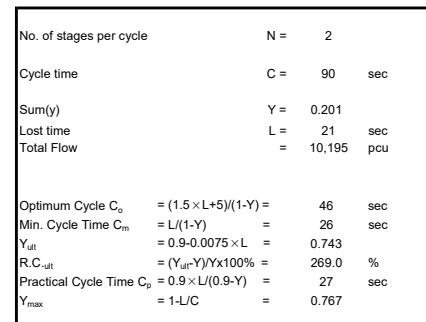 No. of stages per cycle N = 2
Cycle time C = 90 sec
Sum(y) Y = 0.201
Lost time L = 21 sec
Total Flow = 10,195 pcu
Optimum Cycle Co = (1.5×L+5)/(1-Y) = 46 sec
Min. Cycle Time Cm = L/(1-Y) = 26 sec
Yult = 0.9-0.0075×L = 0.743
R.C.ult = (Yult-Y)/Yx100% = 269.0 %
Practical Cycle Time Cp = 0.9×L/(0.9-Y) = 27 sec
Ymax = 1-L/C = 0.767